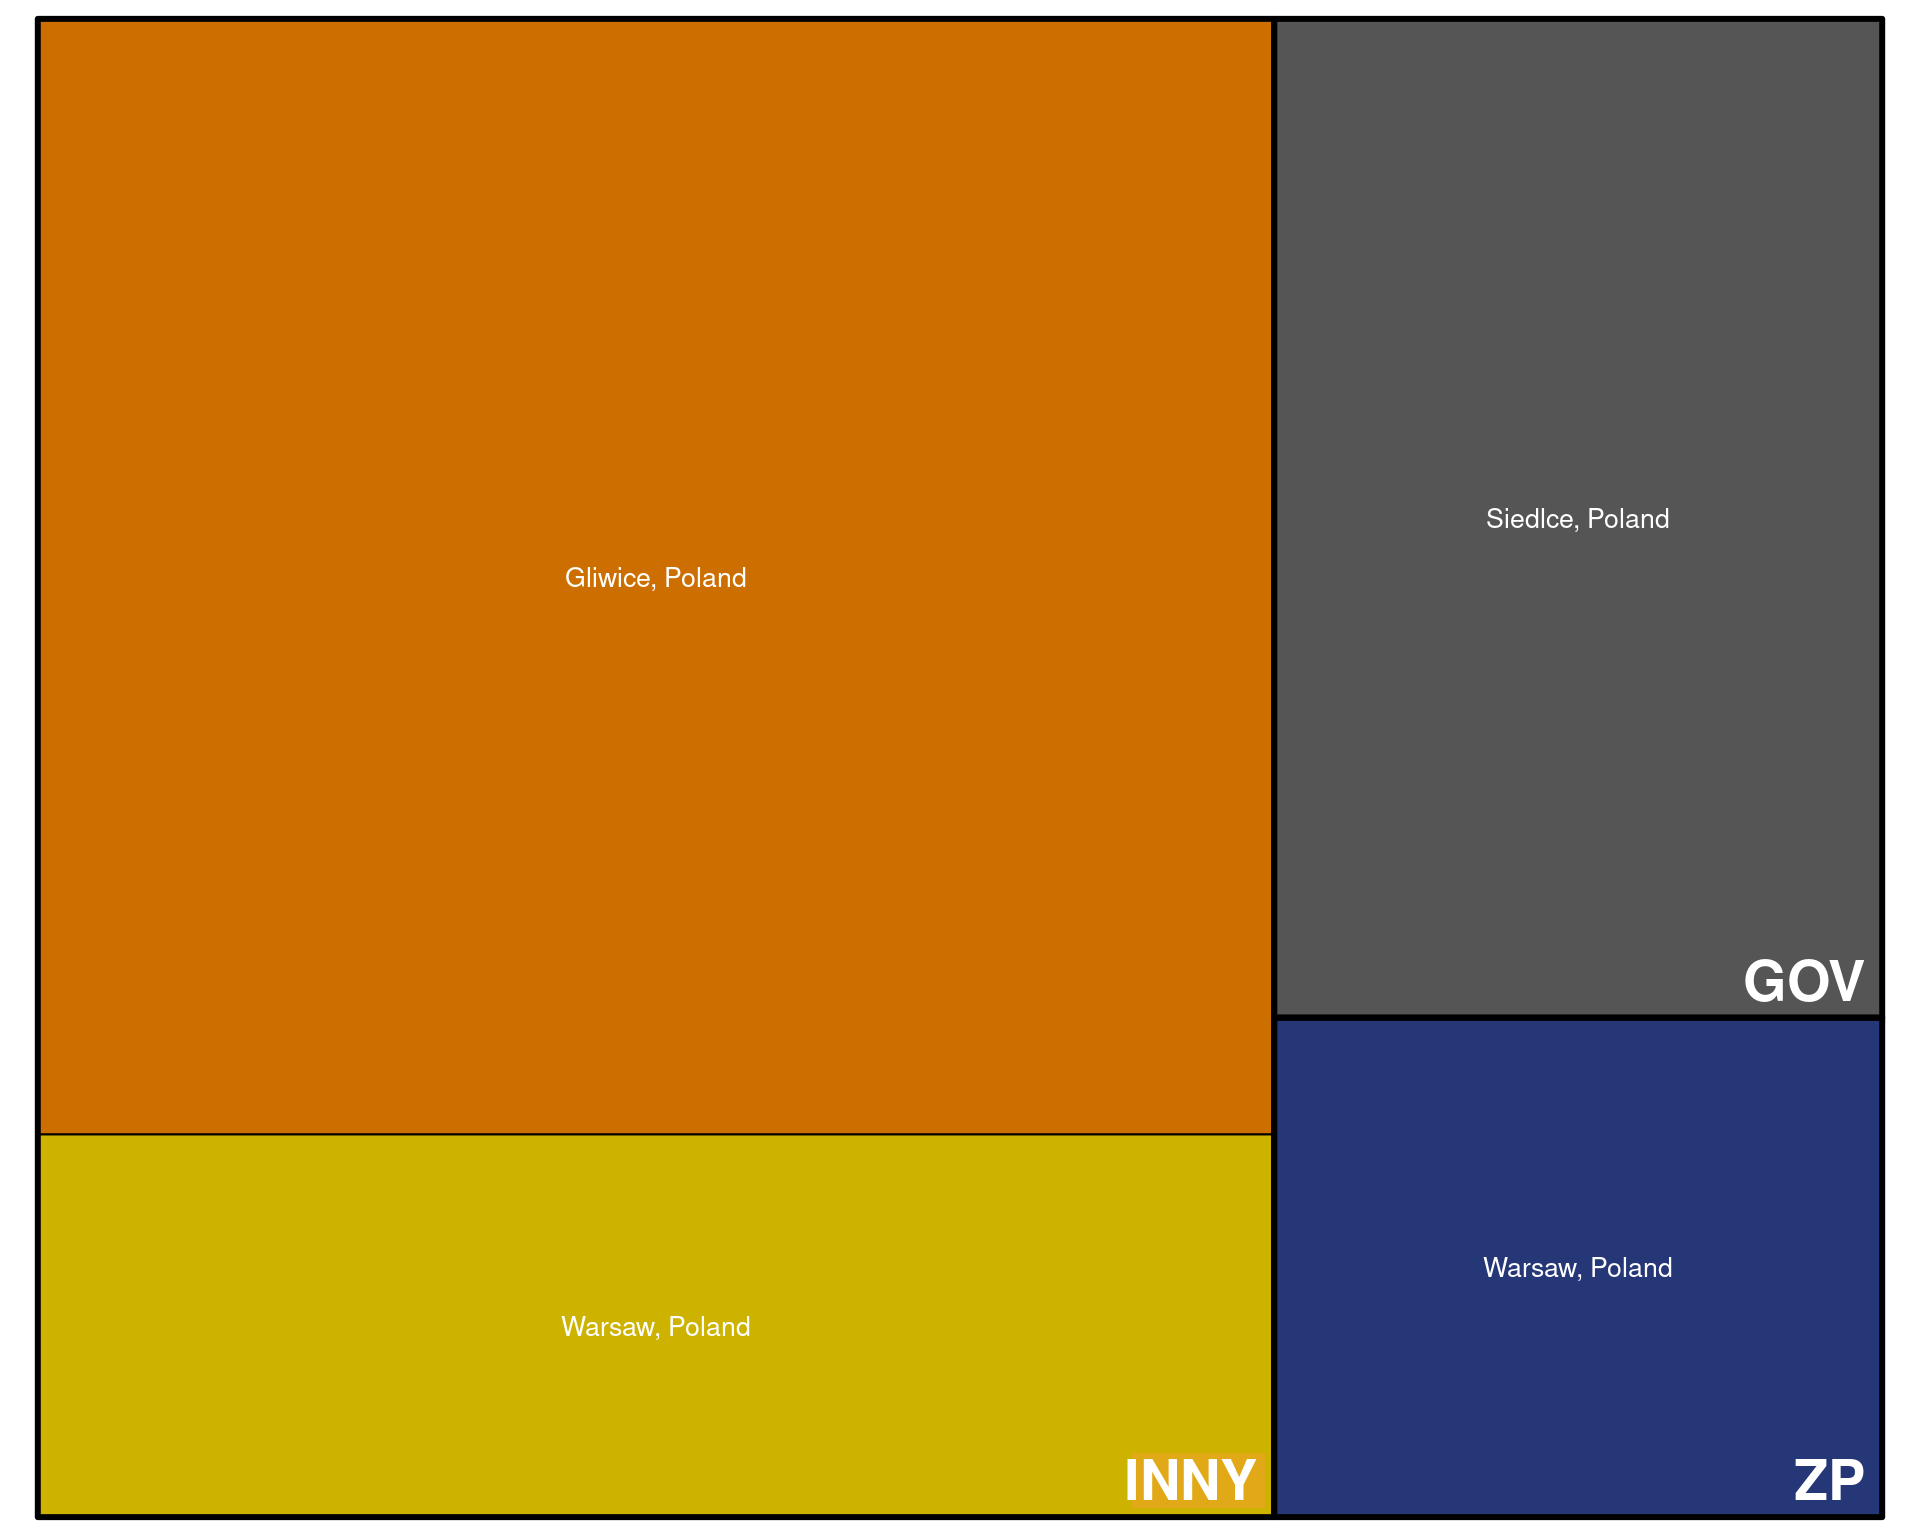 Gliwice, Poland
Warsaw, Poland
INNY
Siedlce, Poland
GOV
Warsaw, Poland
ZP